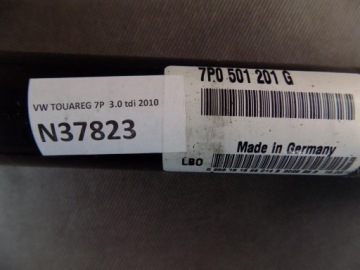 VW TOUAREG 7P 3.0 tdi 2010
N37823
7P0 501 201 G
Made in Germany
LBO